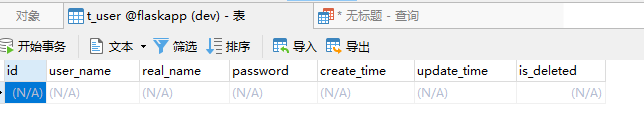 对象 t_user @flaskapp (dev) - 表 * 无标题 - 查询
开始事务 文本 筛选 排序 导入 导出
id user_name real_name password create_time update_time is_deleted
(N/A) (N/A) (N/A) (N/A) (N/A) (N/A) (N/A)